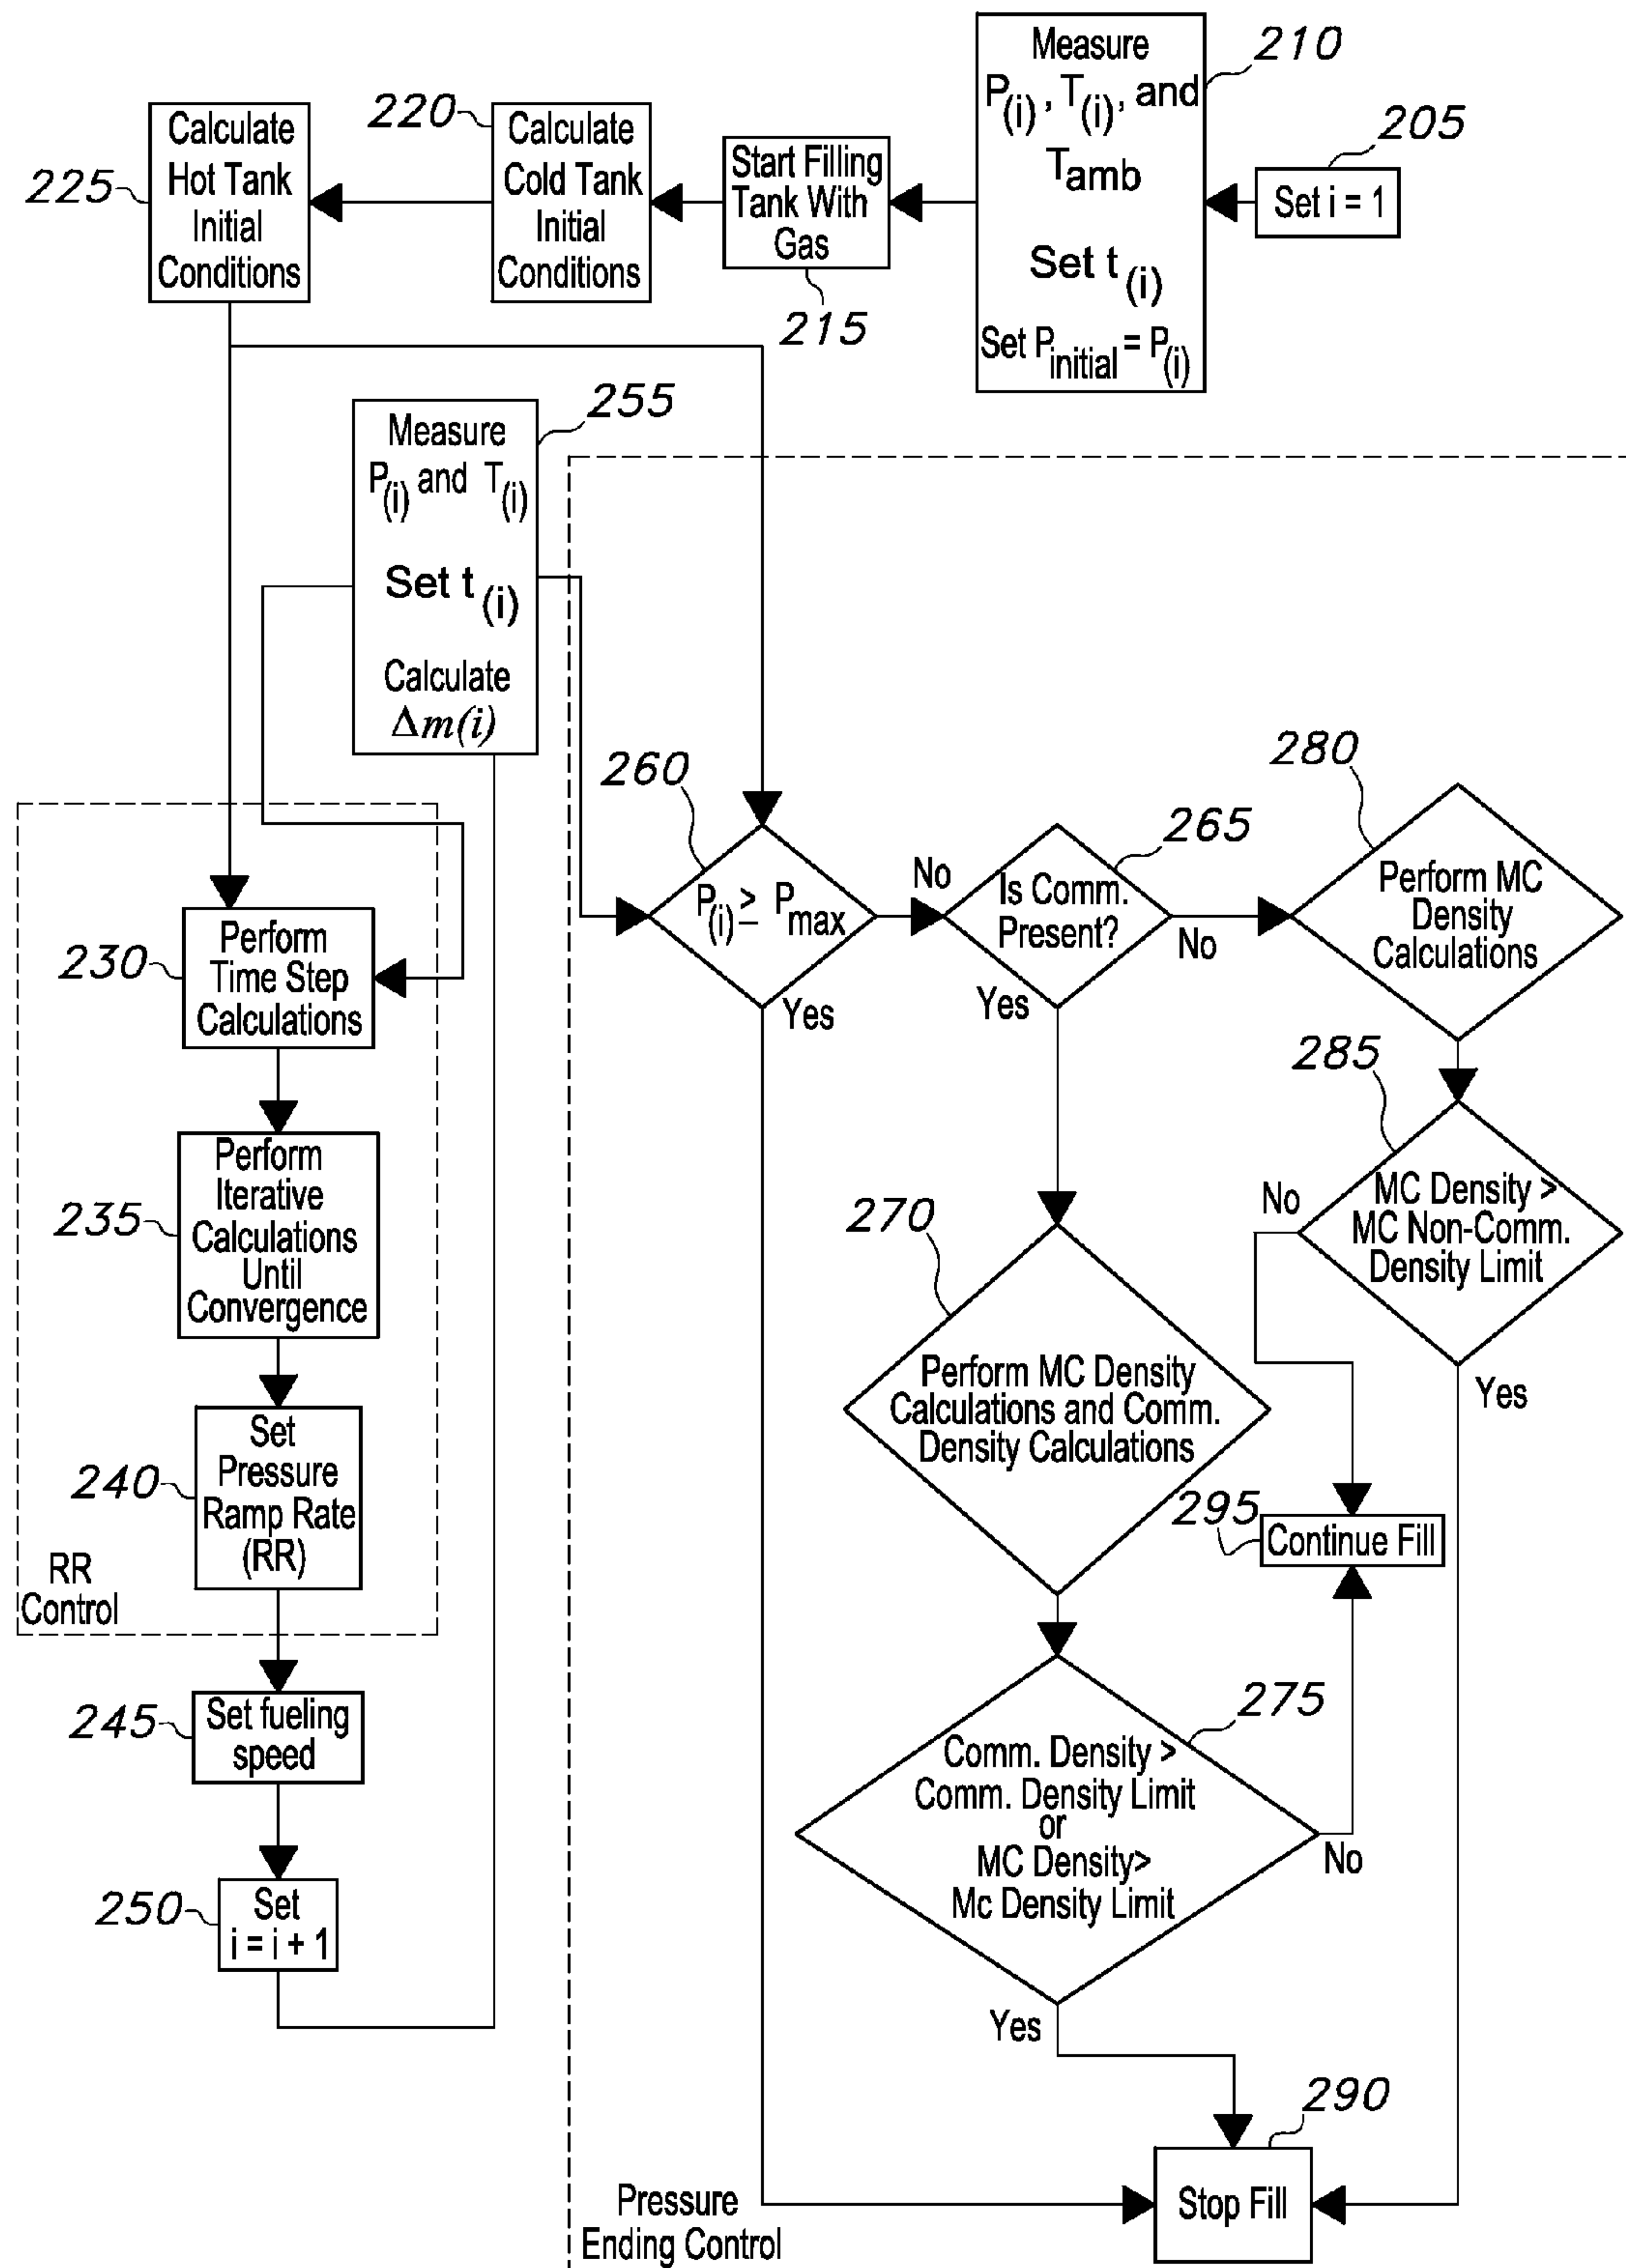 205
Set i = 1
210
Measure
P(i), T(i), and
Tamb
Set t(i)
Set Pinitial = P(i)
Start Filling
Tank With
Gas
215
220
Calculate
Cold Tank
Initial
Conditions
225
Calculate
Hot Tank
Initial
Conditions
255
Measure
P(i) and T(i)
Set t(i)
Calculate
Δm(i)
230
Perform
Time Step
Calculations
235
Perform
Iterative
Calculations
Until
Convergence
240
Set
Pressure
Ramp Rate
(RR)
RR
Control
245
Set fueling
speed
250
Set
i = i + 1
260
P(i) ≥ Pmax
No
Yes
265
Is Comm.
Present?
No
Yes
280
Perform MC
Density
Calculations
285
MC Density >
MC Non-Comm.
Density Limit
No
Yes
270
Perform MC Density
Calculations and Comm.
Density Calculations
295
Continue Fill
275
Comm. Density >
Comm. Density Limit
or
MC Density>
Mc Density Limit
No
Yes
290
Stop Fill
Pressure
Ending Control